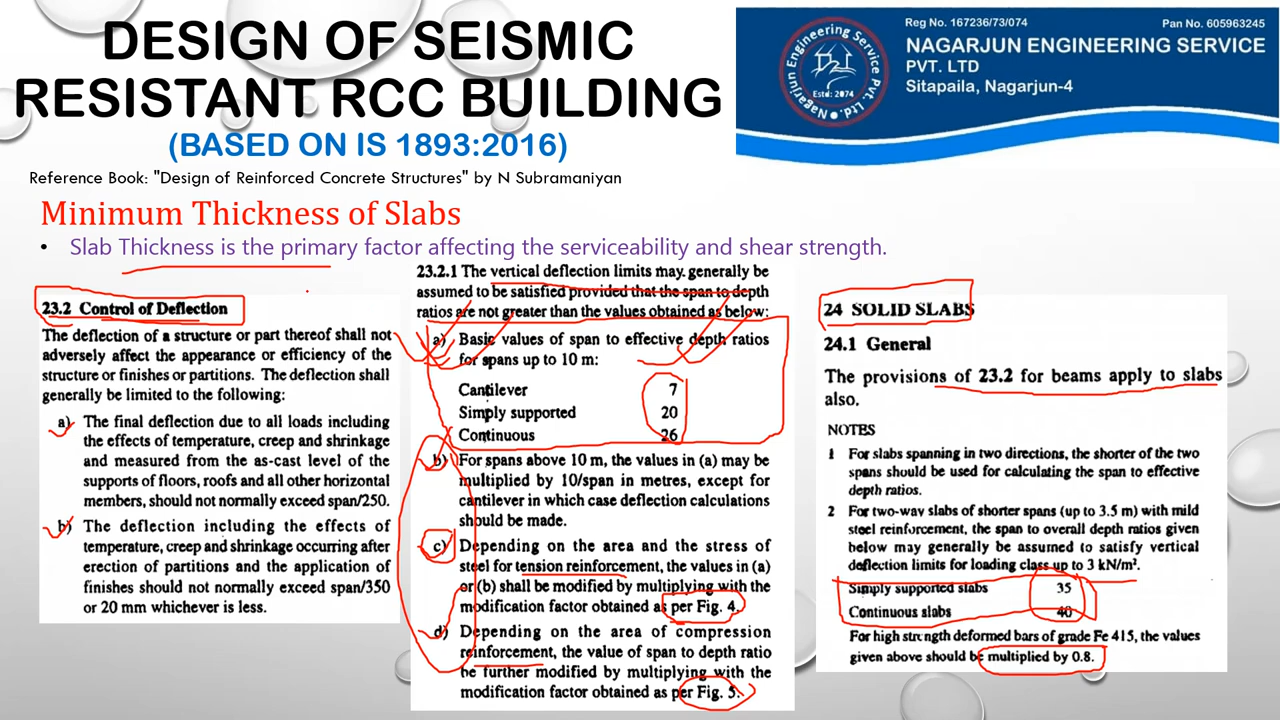 DESIGN OF SEISMIC
RESISTANT RCC BUILDING
(BASED ON IS 1893:2016)
Reference Book: "Design of Reinforced Concrete Structures" by N Subramaniyan
Nagarjun Engineering Service Pvt. Ltd.
Estd: 2074
Reg No. 167236/73/074
Pan No. 605963245
NAGARJUN ENGINEERING SERVICE
PVT. LTD
Sitapaila, Nagarjun-4
Minimum Thickness of Slabs
• Slab Thickness is the primary factor affecting the serviceability and shear strength.
23.2 Control of Deflection
The deflection of a structure or part thereof shall not
adversely affect the appearance or efficiency of the
structure or finishes or partitions. The deflection shall
generally be limited to the following:
a) The final deflection due to all loads including
the effects of temperature, creep and shrinkage
and measured from the as-cast level of the
supports of floors, roofs and all other horizontal
members, should not normally exceed span/250.
b) The deflection including the effects of
temperature, creep and shrinkage occurring after
erection of partitions and the application of
finishes should not normally exceed span/350
or 20 mm whichever is less.
23.2.1 The vertical deflection limits may generally be
assumed to be satisfied provided that the span to depth
ratios are not greater than the values obtained as below:
a) Basic values of span to effective depth ratios
for spans up to 10 m:
Cantilever 7
Simply supported 20
Continuous 26
b) For spans above 10 m, the values in (a) may be
multiplied by 10/span in metres, except for
cantilever in which case deflection calculations
should be made.
c) Depending on the area and the stress of
steel for tension reinforcement, the values in (a)
or (b) shall be modified by multiplying with the
modification factor obtained as per Fig. 4.
d) Depending on the area of compression
reinforcement, the value of span to depth ratio
be further modified by multiplying with the
modification factor obtained as per Fig. 5.
24 SOLID SLABS
24.1 General
The provisions of 23.2 for beams apply to slabs
also.
NOTES
1 For slabs spanning in two directions, the shorter of the two
spans should be used for calculating the span to effective
depth ratios.
2 For two-way slabs of shorter spans (up to 3.5 m) with mild
steel reinforcement, the span to overall depth ratios given
below may generally be assumed to satisfy vertical
deflection limits for loading class up to 3 kN/m².
Simply supported slabs 35
Continuous slabs 40
For high strength deformed bars of grade Fe 415, the values
given above should be multiplied by 0.8.